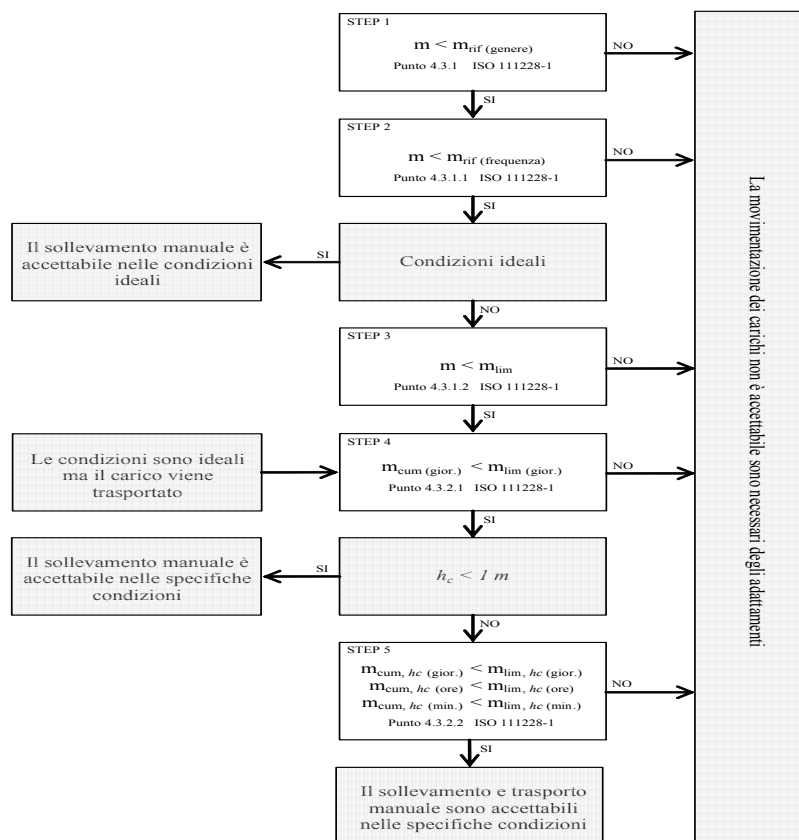 STEP 1
m < mrif (genere)
Punto 4.3.1 ISO 111228-1
NO
SI
STEP 2
m < mrif (frequenza)
Punto 4.3.1.1 ISO 111228-1
NO
SI
Il sollevamento manuale è
accettabile nelle condizioni
ideali
SI
Condizioni ideali
NO
STEP 3
m < mlim
Punto 4.3.1.2 ISO 111228-1
NO
SI
Le condizioni sono ideali
ma il carico viene
trasportato
STEP 4
mcum (gior.) < mlim (gior.)
Punto 4.3.2.1 ISO 111228-1
NO
SI
Il sollevamento manuale è
accettabile nelle specifiche
condizioni
SI
hc < 1 m
NO
STEP 5
mcum, hc (gior.) < mlim, hc (gior.)
mcum, hc (ore) < mlim, hc (ore)
mcum, hc (min.) < mlim, hc (min.)
Punto 4.3.2.2 ISO 111228-1
NO
SI
Il sollevamento e trasporto
manuale sono accettabili
nelle specifiche condizioni
La movimentazione dei carichi non è accettabile sono necessari degli adattamenti